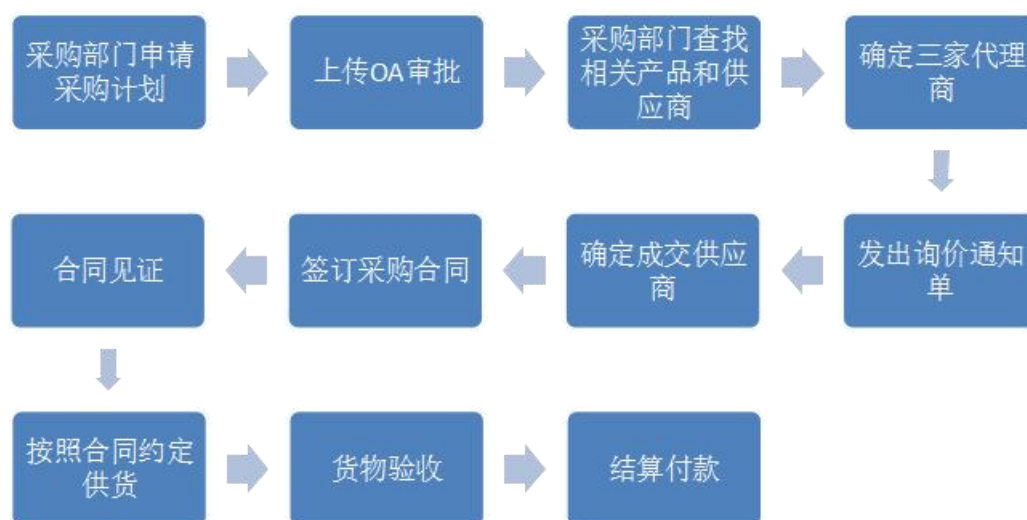 采购部门申请
采购计划
上传OA审批
采购部门查找
相关产品和供
应商
确定三家代理
商
发出询价通知
单
确定成交供应
商
签订采购合同
合同见证
按照合同约定
供货
货物验收
结算付款